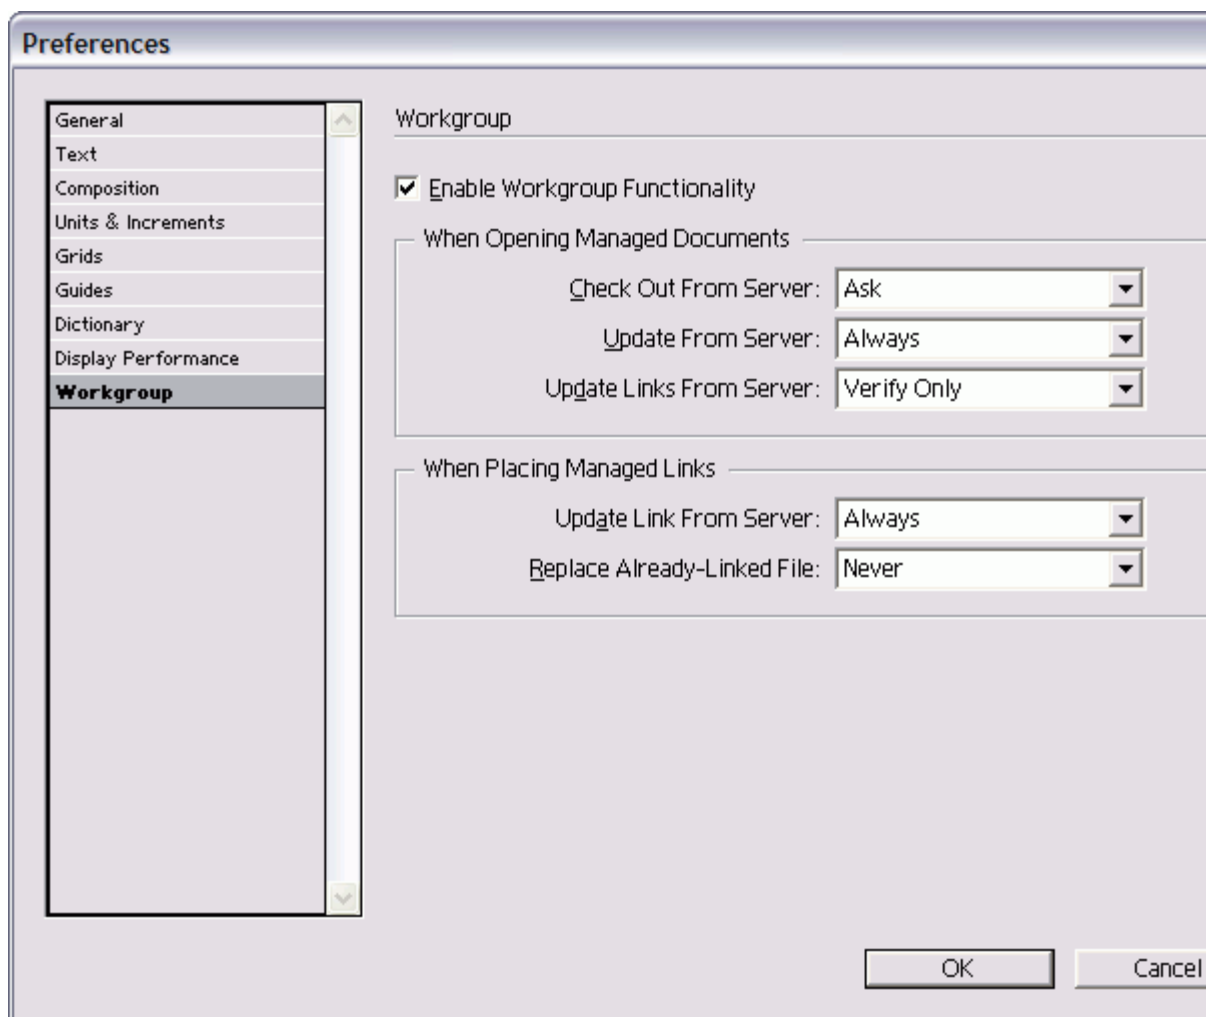 Preferences
General
Text
Composition
Units & Increments
Grids
Guides
Dictionary
Display Performance
Workgroup
Workgroup
Enable Workgroup Functionality
When Opening Managed Documents
Check Out From Server: Ask
Update From Server: Always
Update Links From Server: Verify Only
When Placing Managed Links
Update Link From Server: Always
Replace Already-Linked File: Never
OK Cancel